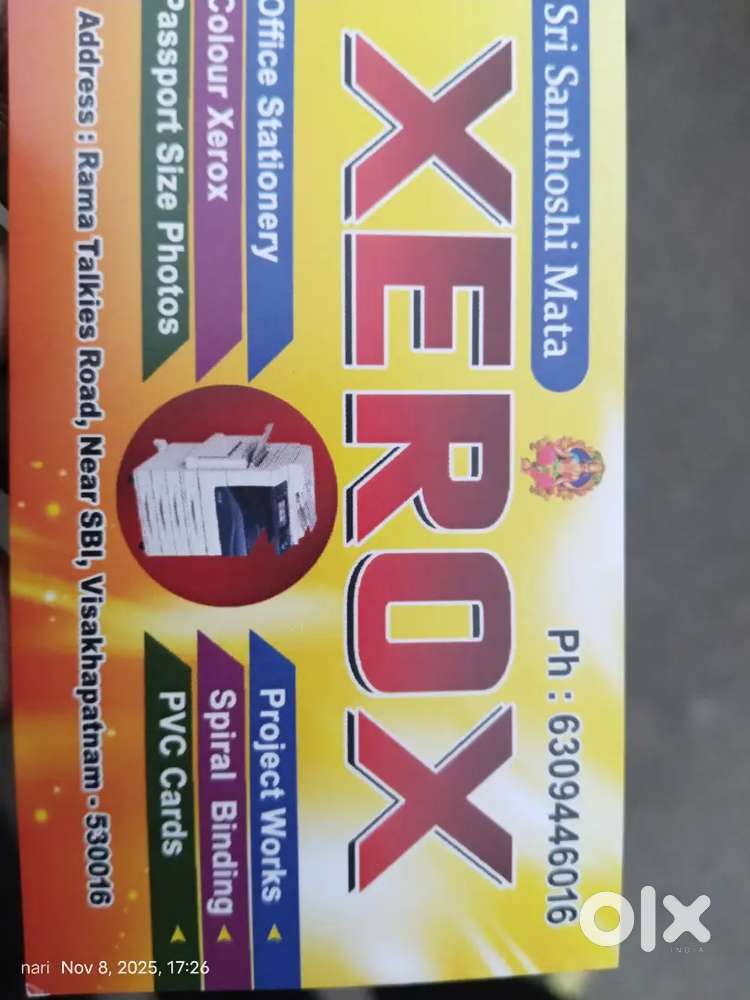 Sri Santhoshi Mata
Ph : 6309446016
XEROX
Office Stationery
Colour Xerox
Passport Size Photos
Project Works
Spiral Binding
PVC Cards
Address : Rama Talkies Road, Near SBI, Visakhapatnam - 530016
olx
INDIA
nari Nov 8, 2025, 17:26